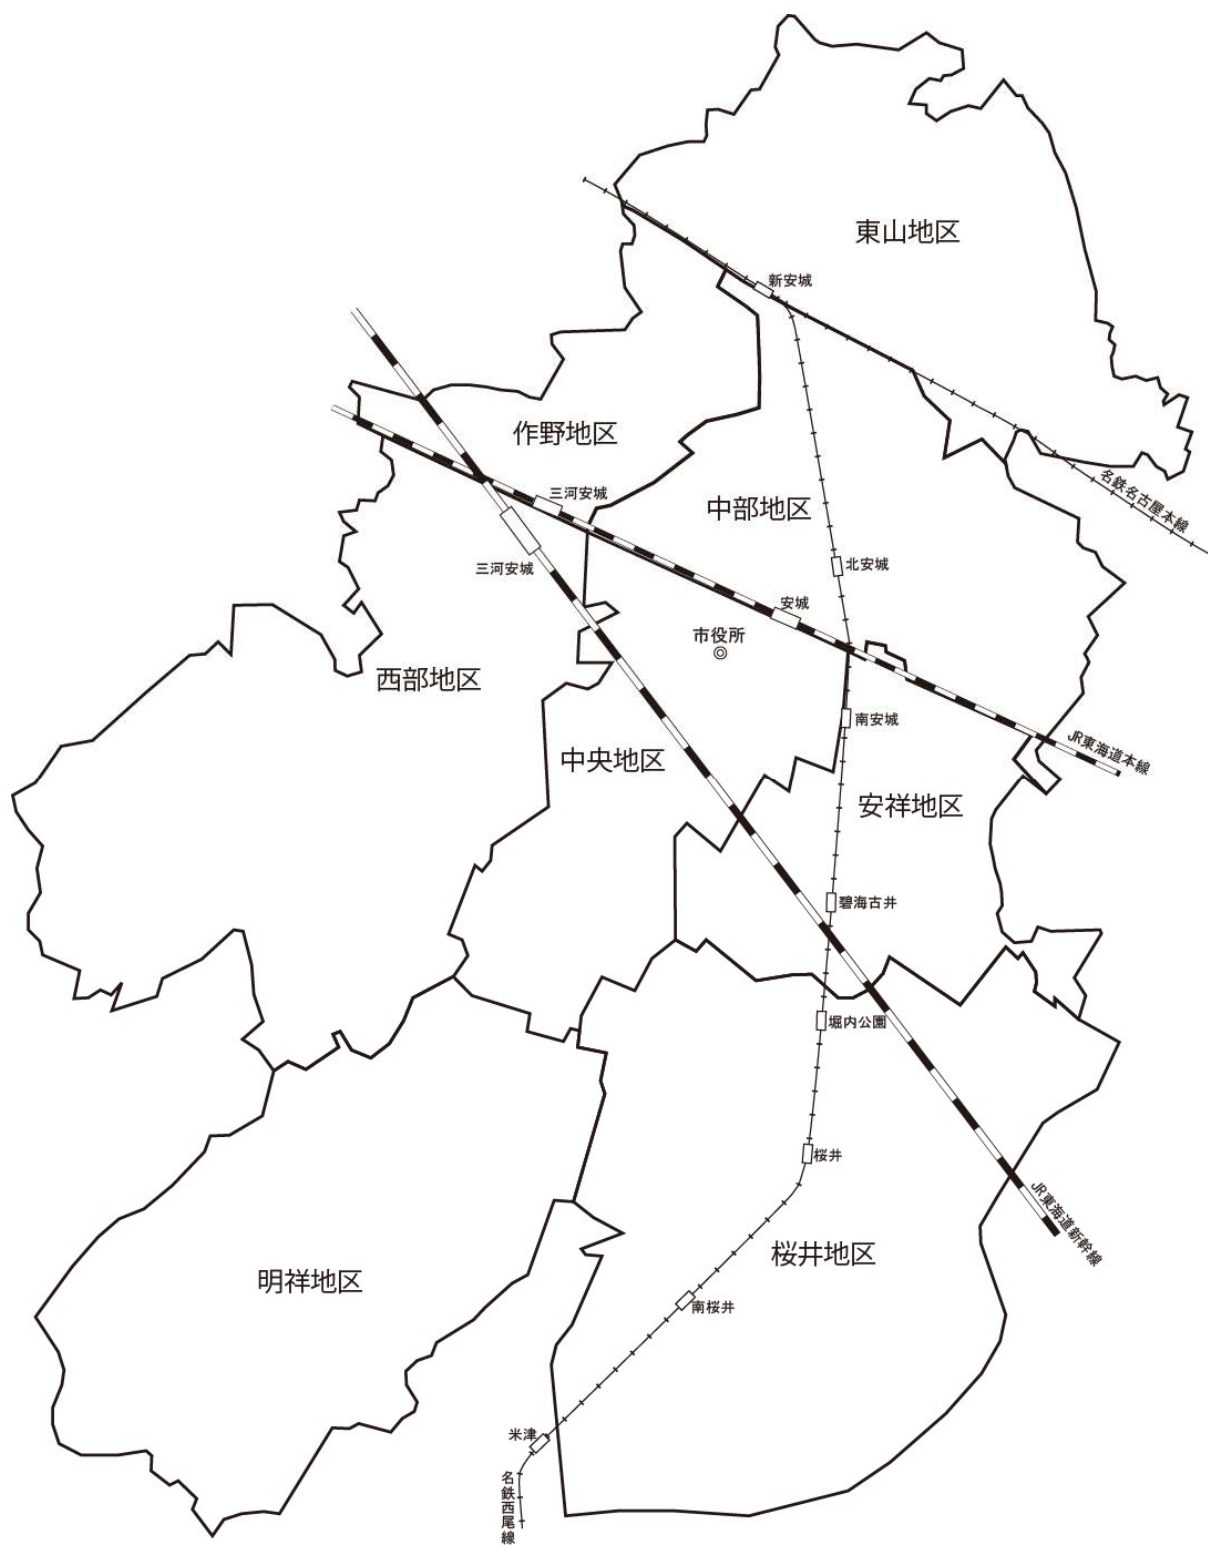 東山地区
新安城
作野地区
名鉄名古屋本線
三河安城
中部地区
三河安城
北安城
安城
市役所
西部地区
南安城
JR東海道本線
中央地区
安祥地区
碧海古井
堀内公園
桜井
JR東海道新幹線
桜井地区
明祥地区
南桜井
米津
名鉄西尾線